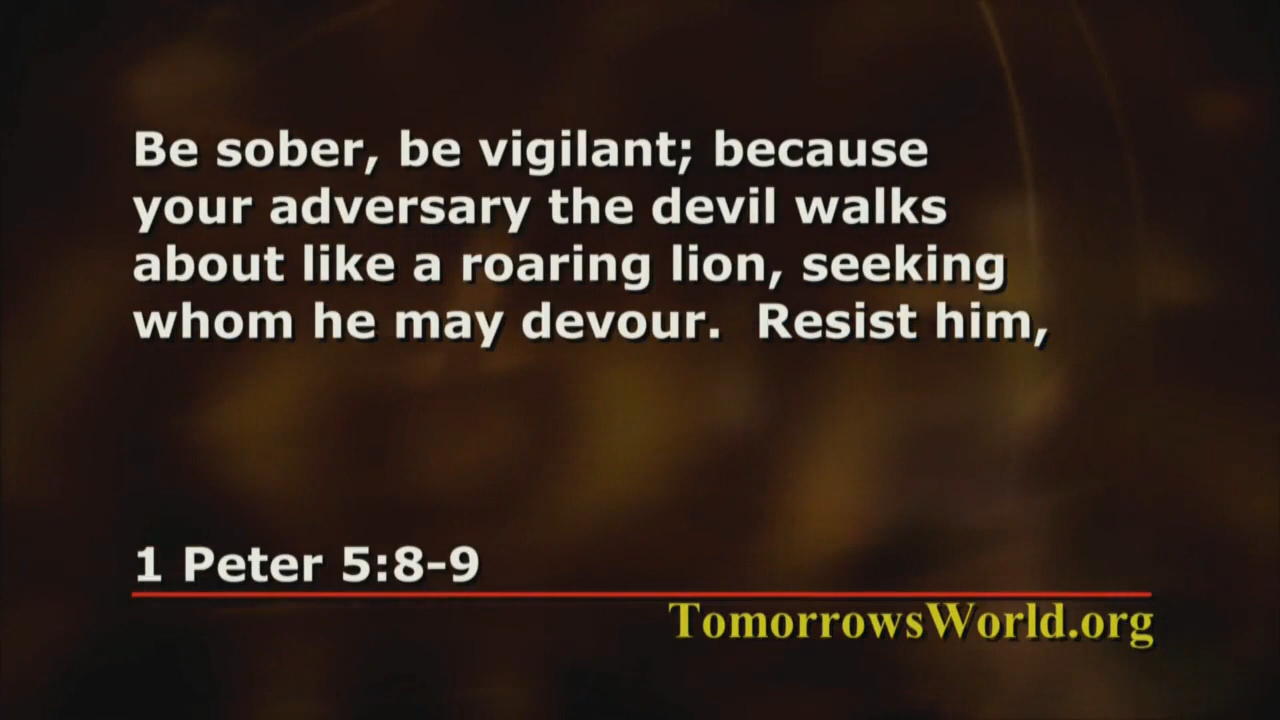 Be sober, be vigilant; because
your adversary the devil walks
about like a roaring lion, seeking
whom he may devour.  Resist him,
1 Peter 5:8-9
TomorrowsWorld.org